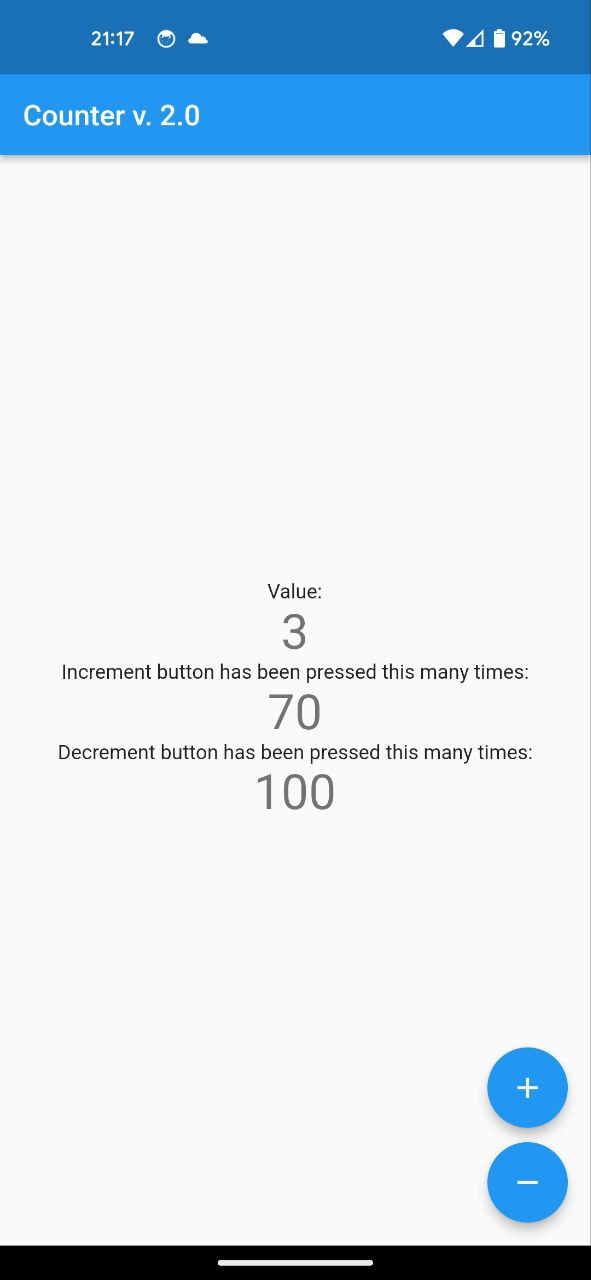 21:17 92%
Counter v. 2.0
Value:
3
Increment button has been pressed this many times:
70
Decrement button has been pressed this many times:
100
+
−